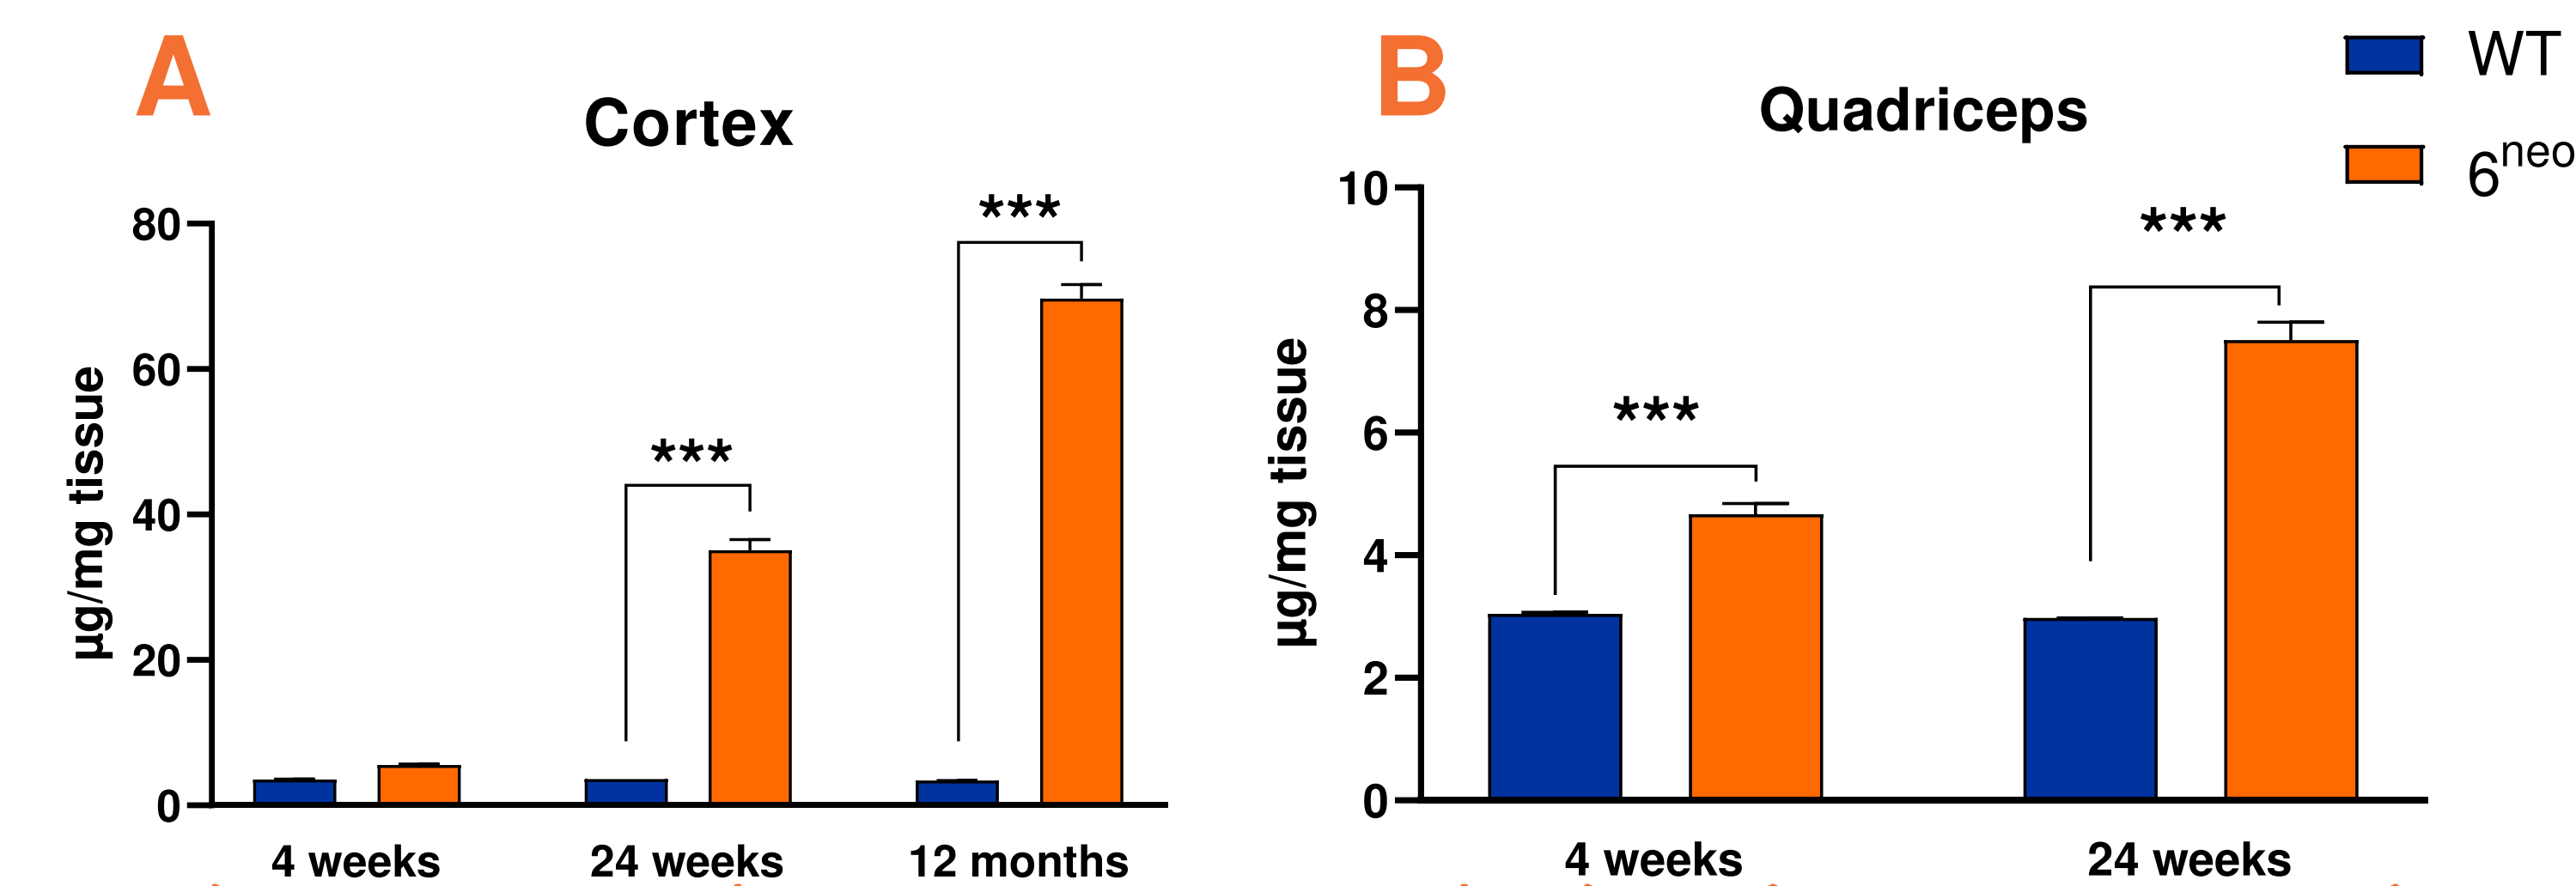 A
Cortex
µg/mg tissue
80
60
40
20
0
***
***
4 weeks
24 weeks
12 months
B
Quadriceps
WT
6neo
µg/mg tissue
10
8
6
4
2
0
***
***
4 weeks
24 weeks